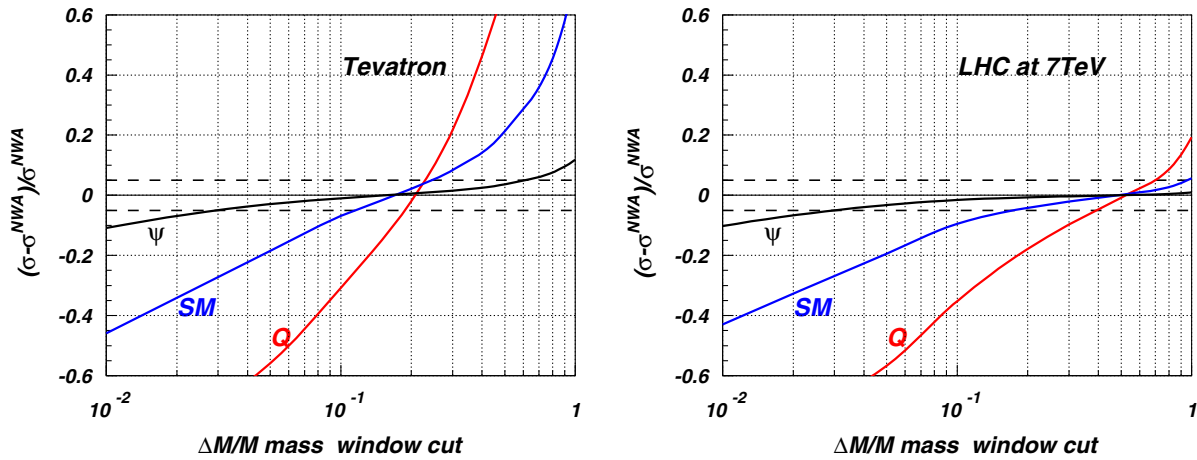 (σ-σ^NWA)/σ^NWA
0.6
0.4
0.2
0
-0.2
-0.4
-0.6
Tevatron
ψ
SM
Q
10^-2
10^-1
1
ΔM/M mass window cut
(σ-σ^NWA)/σ^NWA
0.6
0.4
0.2
0
-0.2
-0.4
-0.6
LHC at 7TeV
ψ
SM
Q
10^-2
10^-1
1
ΔM/M mass window cut